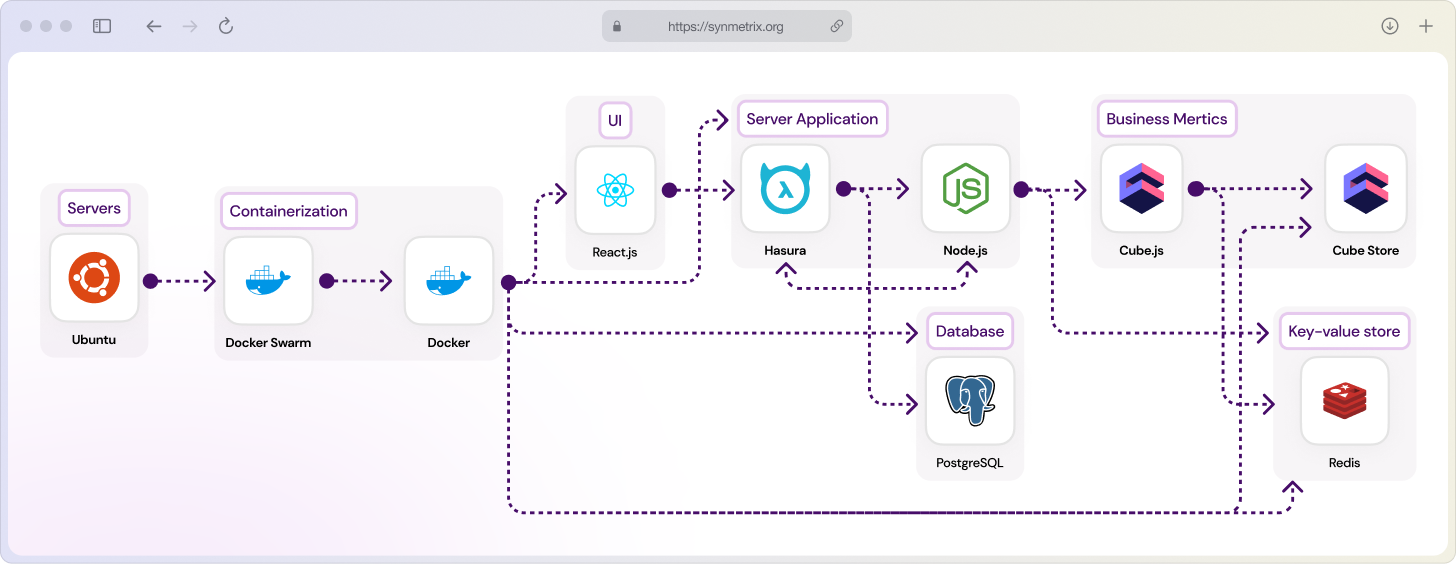 https://synmetrix.org
UI
Server Application
Business Mertics
JS
React.js
Hasura
Node.js
Cube.js
Cube Store
Servers
Containerization
Ubuntu
Docker Swarm
Docker
Database
Key-value store
PostgreSQL
Redis